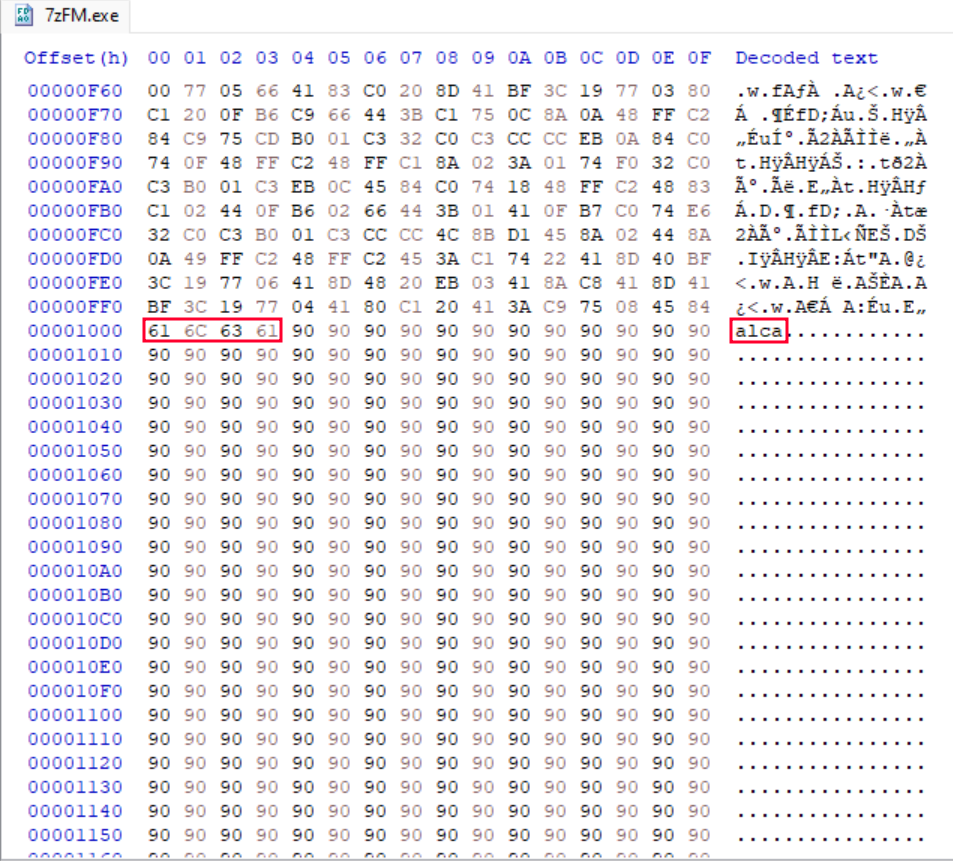 7zFM.exe
Offset(h) 00 01 02 03 04 05 06 07 08 09 0A 0B 0C 0D 0E 0F Decoded text
00000F60 00 77 05 66 41 83 C0 20 8D 41 BF 3C 19 77 03 80 .w.fAƒÀ .A¿<.w.€
00000F70 C1 20 0F B6 C9 66 44 3B C1 75 0C 8A 0A 48 FF C2 Á .¶ÉfD;Áu.Š.HÿÂ
00000F80 84 C9 75 CD B0 01 C3 32 C0 C3 CC CC EB 0A 84 C0 „ÉuÍ°.Ã2ÀÃÌÌë.„À
00000F90 74 0F 48 FF C2 48 FF C1 8A 02 3A 01 74 F0 32 C0 t.HÿÂHÿÁŠ.:.tð2À
00000FA0 C3 B0 01 C3 EB 0C 45 84 C0 74 18 48 FF C2 48 83 Ã°.Ãë.E„Àt.HÿÂHƒ
00000FB0 C1 02 44 0F B6 02 66 44 3B 01 41 0F B7 C0 74 E6 Á.D.¶.fD;.A.·Àtæ
00000FC0 32 C0 C3 B0 01 C3 CC CC 4C 8B D1 45 8A 02 44 8A 2ÀÃ°.ÃÌÌL‹ÑEŠ.DŠ
00000FD0 0A 49 FF C2 48 FF C2 45 3A C1 74 22 41 8D 40 BF .IÿÂHÿÂE:Át"A.@¿
00000FE0 3C 19 77 06 41 8D 48 20 EB 03 41 8A C8 41 8D 41 <.w.A.H ë.AŠÈA.A
00000FF0 BF 3C 19 77 04 41 80 C1 20 41 3A C9 75 08 45 84 ¿<.w.A€Á A:Éu.E„
00001000 61 6C 63 61 90 90 90 90 90 90 90 90 90 90 90 90 alca............
00001010 90 90 90 90 90 90 90 90 90 90 90 90 90 90 90 90 ................
00001020 90 90 90 90 90 90 90 90 90 90 90 90 90 90 90 90 ................
00001030 90 90 90 90 90 90 90 90 90 90 90 90 90 90 90 90 ................
00001040 90 90 90 90 90 90 90 90 90 90 90 90 90 90 90 90 ................
00001050 90 90 90 90 90 90 90 90 90 90 90 90 90 90 90 90 ................
00001060 90 90 90 90 90 90 90 90 90 90 90 90 90 90 90 90 ................
00001070 90 90 90 90 90 90 90 90 90 90 90 90 90 90 90 90 ................
00001080 90 90 90 90 90 90 90 90 90 90 90 90 90 90 90 90 ................
00001090 90 90 90 90 90 90 90 90 90 90 90 90 90 90 90 90 ................
000010A0 90 90 90 90 90 90 90 90 90 90 90 90 90 90 90 90 ................
000010B0 90 90 90 90 90 90 90 90 90 90 90 90 90 90 90 90 ................
000010C0 90 90 90 90 90 90 90 90 90 90 90 90 90 90 90 90 ................
000010D0 90 90 90 90 90 90 90 90 90 90 90 90 90 90 90 90 ................
000010E0 90 90 90 90 90 90 90 90 90 90 90 90 90 90 90 90 ................
000010F0 90 90 90 90 90 90 90 90 90 90 90 90 90 90 90 90 ................
00001100 90 90 90 90 90 90 90 90 90 90 90 90 90 90 90 90 ................
00001110 90 90 90 90 90 90 90 90 90 90 90 90 90 90 90 90 ................
00001120 90 90 90 90 90 90 90 90 90 90 90 90 90 90 90 90 ................
00001130 90 90 90 90 90 90 90 90 90 90 90 90 90 90 90 90 ................
00001140 90 90 90 90 90 90 90 90 90 90 90 90 90 90 90 90 ................
00001150 90 90 90 90 90 90 90 90 90 90 90 90 90 90 90 90 ................